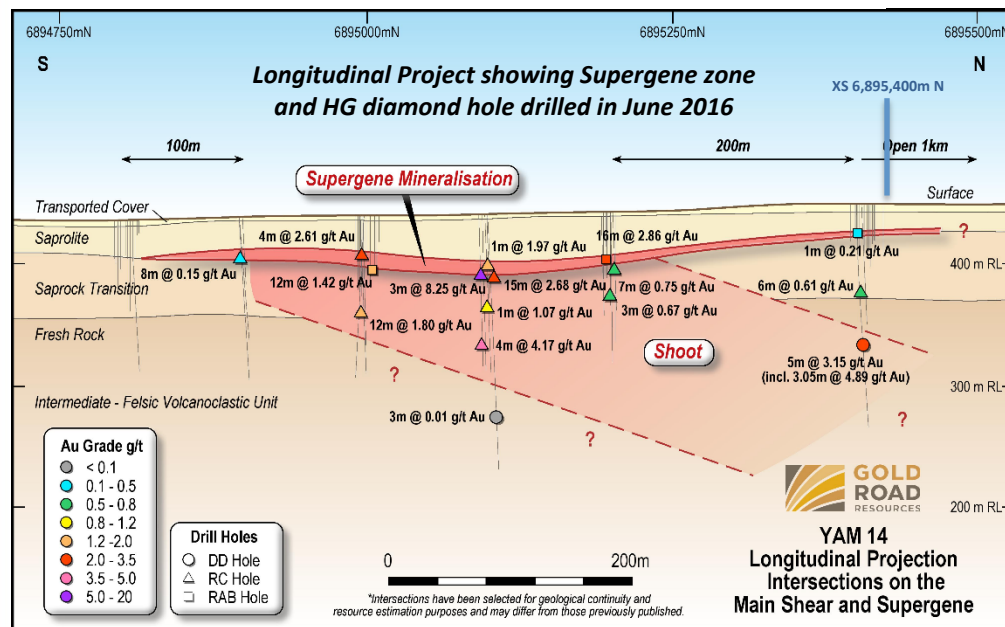 6894750mN
6895000mN
6895250mN
6895500mN
S
N
Longitudinal Project showing Supergene zone
and HG diamond hole drilled in June 2016
XS 6,895,400m N
100m
200m
Open 1km
Supergene Mineralisation
Surface
Transported Cover
Saprolite
4m @ 2.61 g/t Au
1m @ 1.97 g/t Au
16m @ 2.86 g/t Au
?
1m @ 0.21 g/t Au
400 m RL
8m @ 0.15 g/t Au
12m @ 1.42 g/t Au
3m @ 8.25 g/t Au
15m @ 2.68 g/t Au
7m @ 0.75 g/t Au
6m @ 0.61 g/t Au
Saprock Transition
3m @ 0.67 g/t Au
1m @ 1.07 g/t Au
12m @ 1.80 g/t Au
Fresh Rock
4m @ 4.17 g/t Au
Shoot
5m @ 3.15 g/t Au
(incl. 3.05m @ 4.89 g/t Au)
?
300 m RL
Intermediate - Felsic Volcanoclastic Unit
3m @ 0.01 g/t Au
?
?
Au Grade g/t
< 0.1
0.1 - 0.5
0.5 - 0.8
0.8 - 1.2
1.2 -2.0
2.0 - 3.5
3.5 - 5.0
5.0 - 20
Drill Holes
DD Hole
RC Hole
RAB Hole
0
200m
*Intersections have been selected for geological continuity and
resource estimation purposes and may differ from those previously published.
GOLD
ROAD
RESOURCES
200 m RL
YAM 14
Longitudinal Projection
Intersections on the
Main Shear and Supergene